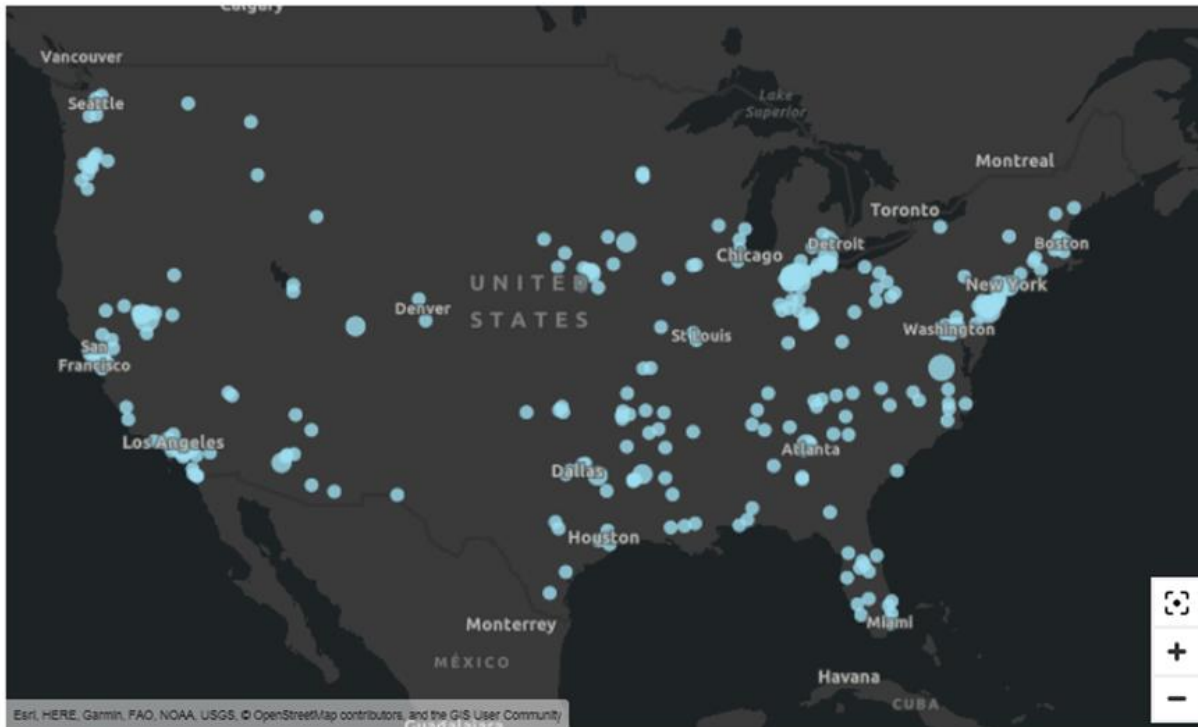 Calgary
Vancouver
Seattle
Lake
Superior
Montreal
Toronto
Detroit
Boston
Chicago
New York
UNITED
STATES
Denver
Washington
St Louis
San
Francisco
Los Angeles
Atlanta
Dallas
Houston
Miami
Monterrey
MÉXICO
Havana
CUBA
+
−
Esri, HERE, Garmin, FAO, NOAA, USGS, © OpenStreetMap contributors, and the GIS User Community
Guadalajara